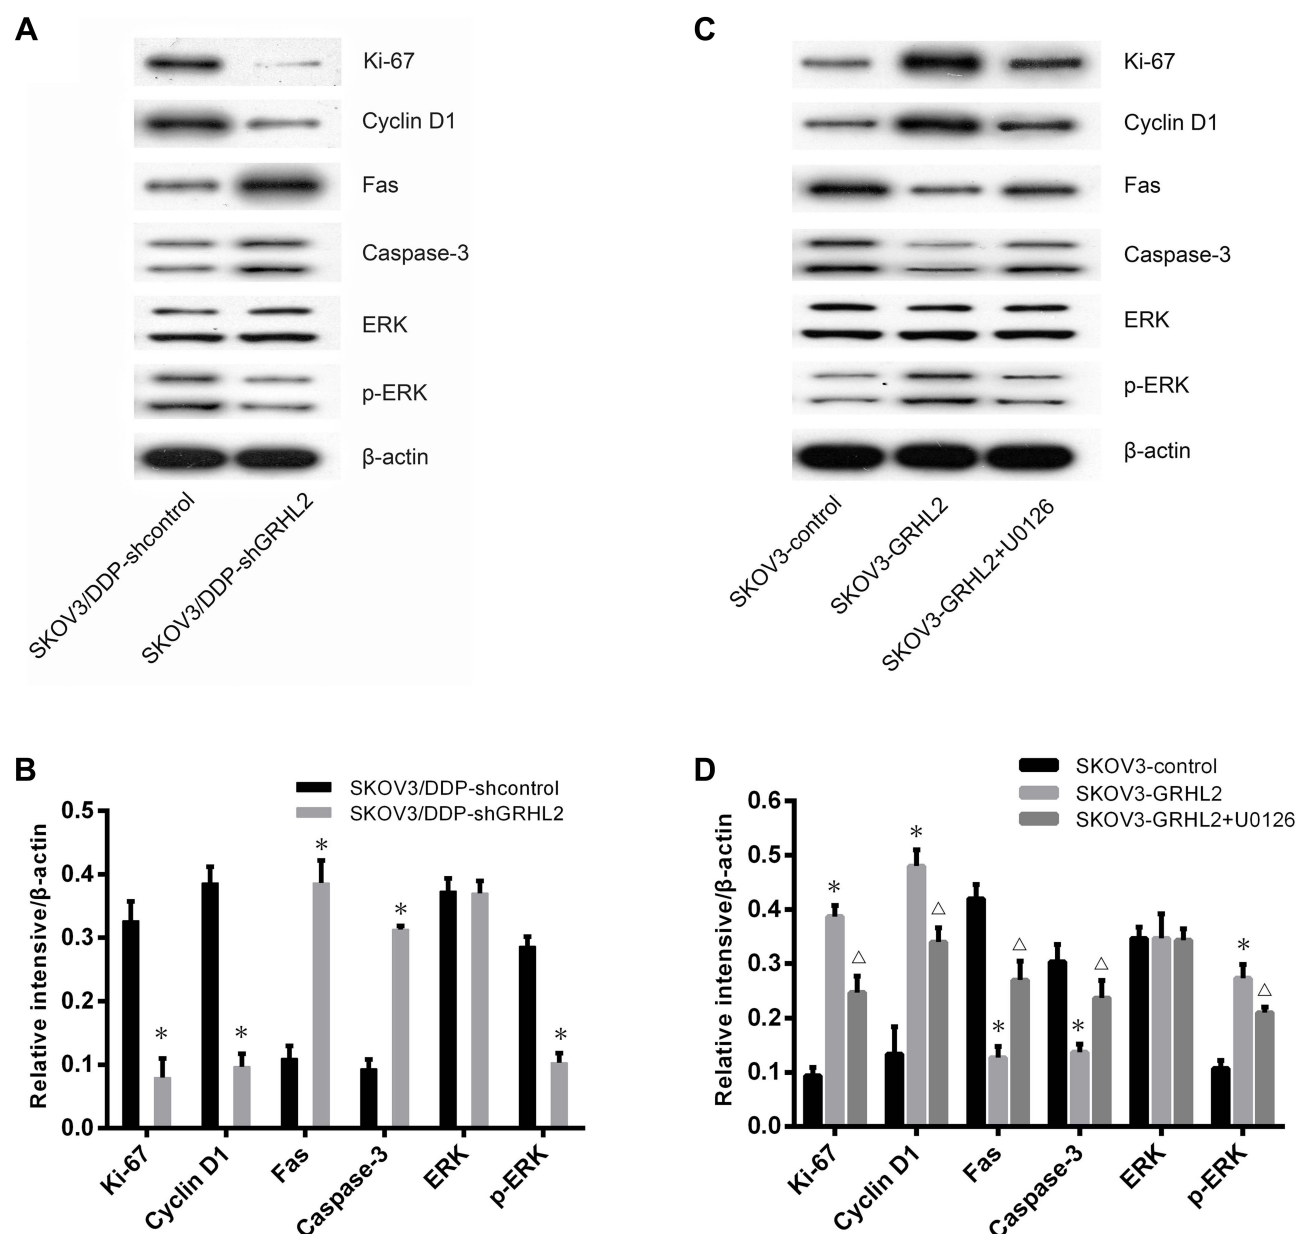 A
Ki-67
Cyclin D1
Fas
Caspase-3
ERK
p-ERK
β-actin
SKOV3/DDP-shcontrol
SKOV3/DDP-shGRHL2
C
Ki-67
Cyclin D1
Fas
Caspase-3
ERK
p-ERK
β-actin
SKOV3-control
SKOV3-GRHL2
SKOV3-GRHL2+U0126
B
SKOV3/DDP-shcontrol
SKOV3/DDP-shGRHL2
Relative intensive/β-actin
0.5
0.4
0.3
0.2
0.1
0.0
*
*
*
*
*
Ki-67
Cyclin D1
Fas
Caspase-3
ERK
p-ERK
D
SKOV3-control
SKOV3-GRHL2
SKOV3-GRHL2+U0126
Relative intensive/β-actin
0.6
0.5
0.4
0.3
0.2
0.1
0.0
*
△
*
△
*
△
*
△
*
△
Ki-67
Cyclin D1
Fas
Caspase-3
ERK
p-ERK